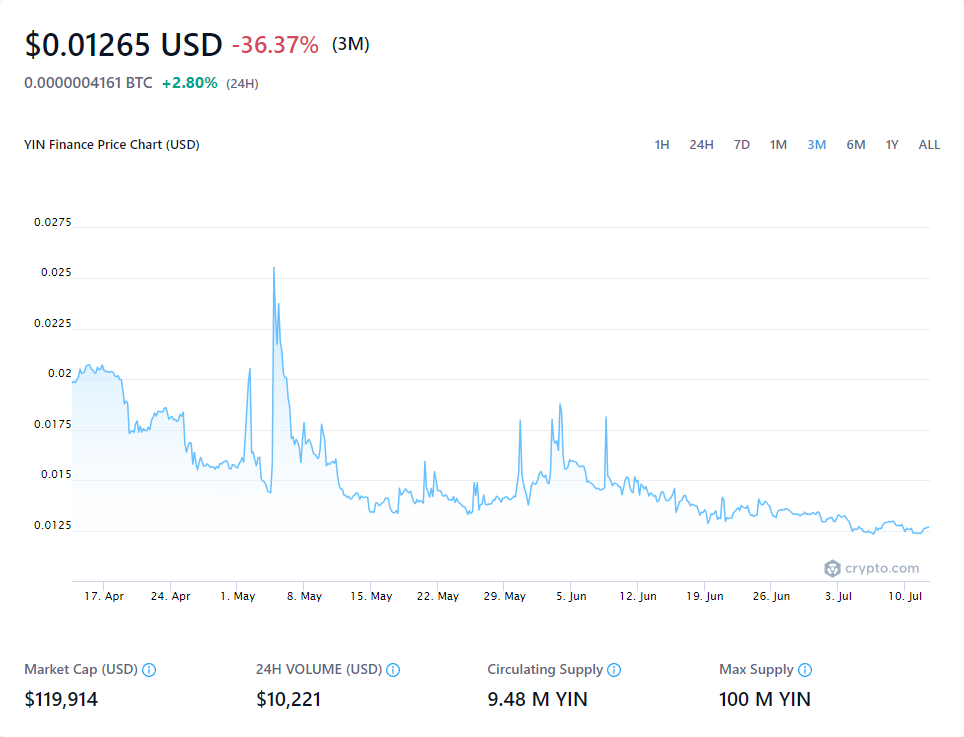 $0.01265 USD -36.37% (3M)
0.0000004161 BTC +2.80% (24H)
YIN Finance Price Chart (USD) 1H 24H 7D 1M 3M 6M 1Y ALL
0.0275
0.025
0.0225
0.02
0.0175
0.015
0.0125
crypto.com
17. Apr 24. Apr 1. May 8. May 15. May 22. May 29. May 5. Jun 12. Jun 19. Jun 26. Jun 3. Jul 10. Jul
Market Cap (USD) 24H VOLUME (USD) Circulating Supply Max Supply
$119,914 $10,221 9.48 M YIN 100 M YIN